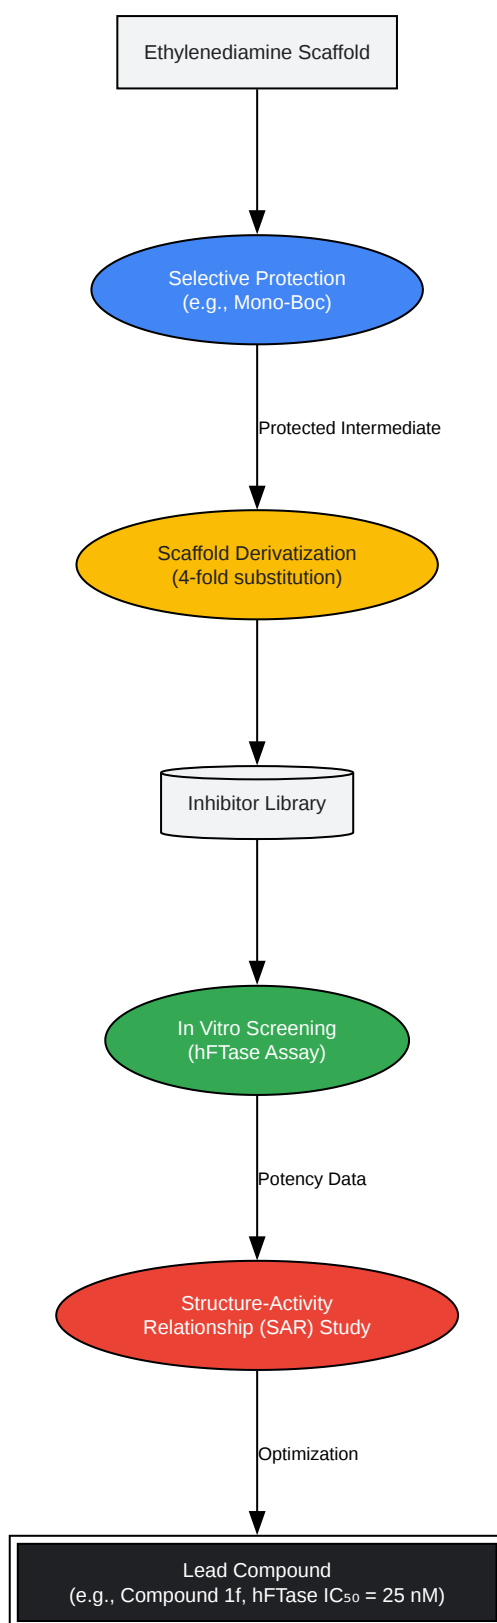 Ethylenediamine Scaffold
Selective Protection
(e.g., Mono-Boc)
Protected Intermediate
Scaffold Derivatization
(4-fold substitution)
Inhibitor Library
In Vitro Screening
(hFTase Assay)
Potency Data
Structure-Activity
Relationship (SAR) Study
Optimization
Lead Compound
(e.g., Compound 1f, hFTase IC₅₀ = 25 nM)